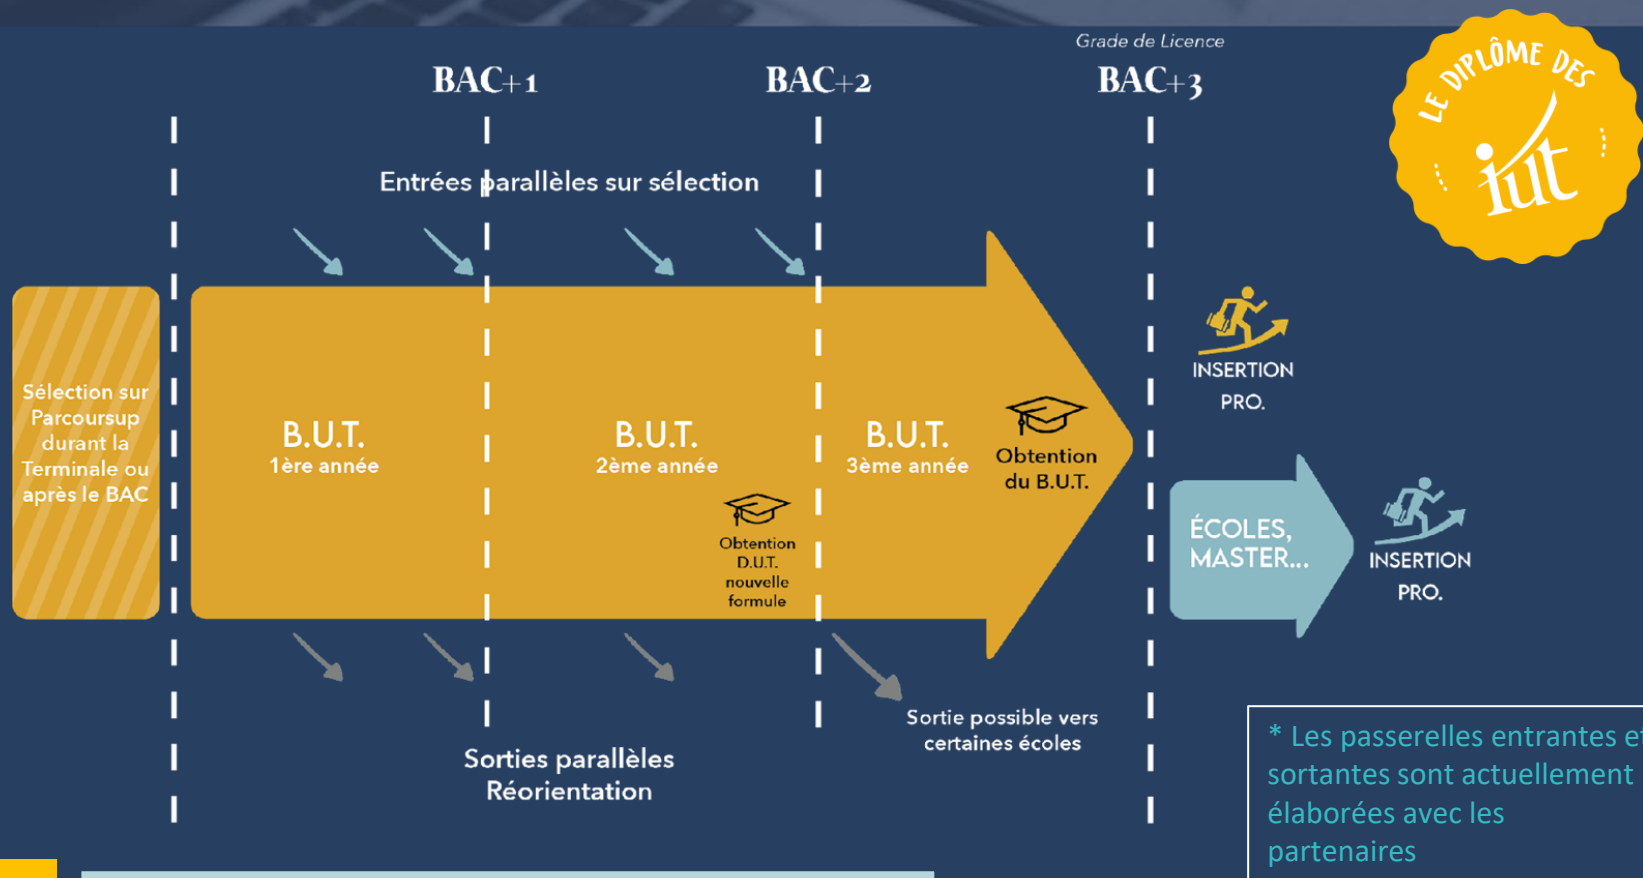 Grade de Licence
BAC+1
BAC+2
BAC+3
LE DIPLÔME DES
iut
Entrées parallèles sur sélection
Sélection sur
Parcoursup
durant la
Terminale ou
après le BAC
B.U.T.
1ère année
B.U.T.
2ème année
Obtention
D.U.T.
nouvelle
formule
B.U.T.
3ème année
Obtention
du B.U.T.
INSERTION
PRO.
ÉCOLES,
MASTER...
INSERTION
PRO.
Sorties parallèles
Réorientation
Sortie possible vers
certaines écoles
* Les passerelles entrantes et
sortantes sont actuellement
élaborées avec les
partenaires